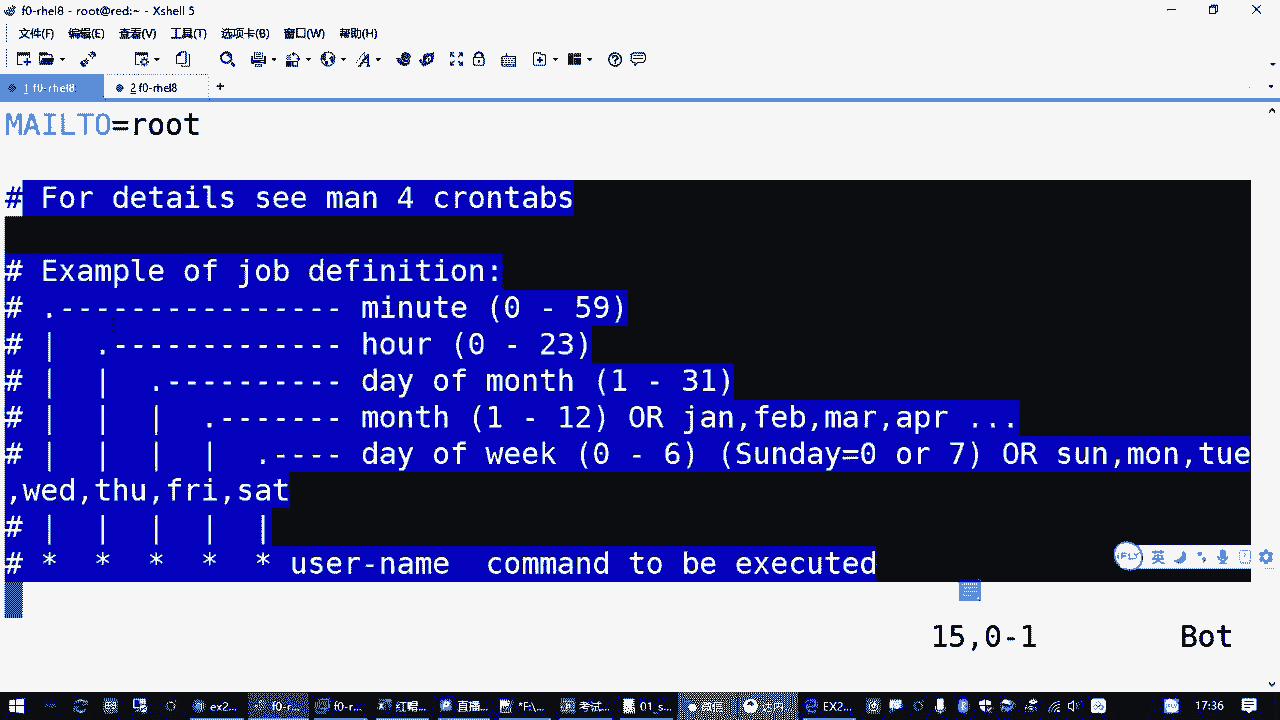 f0-rhel8 - root@red:~ - Xshell 5
文件(F) 编辑(E) 查看(V) 工具(T) 选项卡(B) 窗口(W) 帮助(H)
1 f0-rhel8 2 f0-rhel8 +
MAILTO=root
# For details see man 4 crontabs
# Example of job definition:
# .---------------- minute (0 - 59)
# | .------------- hour (0 - 23)
# | | .---------- day of month (1 - 31)
# | | | .------- month (1 - 12) OR jan,feb,mar,apr ...
# | | | | .---- day of week (0 - 6) (Sunday=0 or 7) OR sun,mon,tue
,wed,thu,fri,sat
# | | | | |
# * * * * * user-name command to be executed
iFLY 英
15,0-1 Bot
ex2... f0-r... f0-r... 红帽... 直播... *F:\... 考试... 01_s... EX2... 17:36